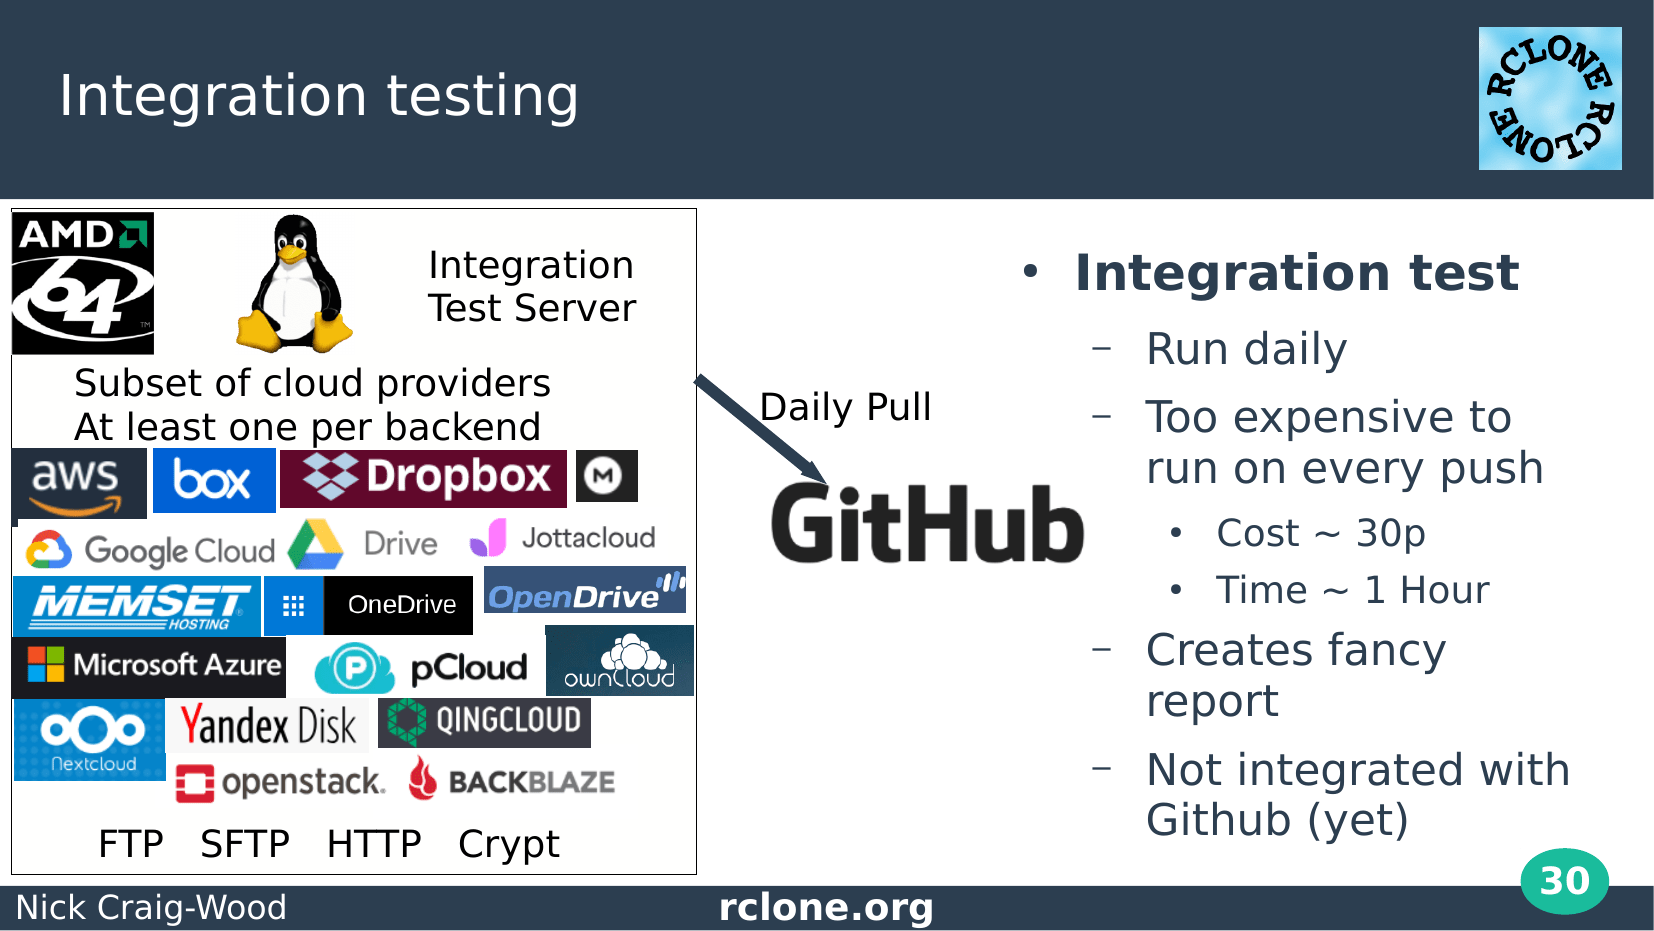 Integration testing
RCLONE RCLONE
AMD
64
TM
Integration
Test Server
Subset of cloud providers
At least one per backend
aws
box
Dropbox
M
Google Cloud
Drive
Jottacloud
MEMSET
HOSTING
OneDrive
OpenDrive
Microsoft Azure
P pCloud
ownCloud
Nextcloud
Yandex Disk
QINGCLOUD
openstack.
BACKBLAZE
FTP SFTP HTTP Crypt
Daily Pull
GitHub
• Integration test
– Run daily
– Too expensive to
run on every push
• Cost ~ 30p
• Time ~ 1 Hour
– Creates fancy
report
– Not integrated with
Github (yet)
Nick Craig-Wood
rclone.org
30